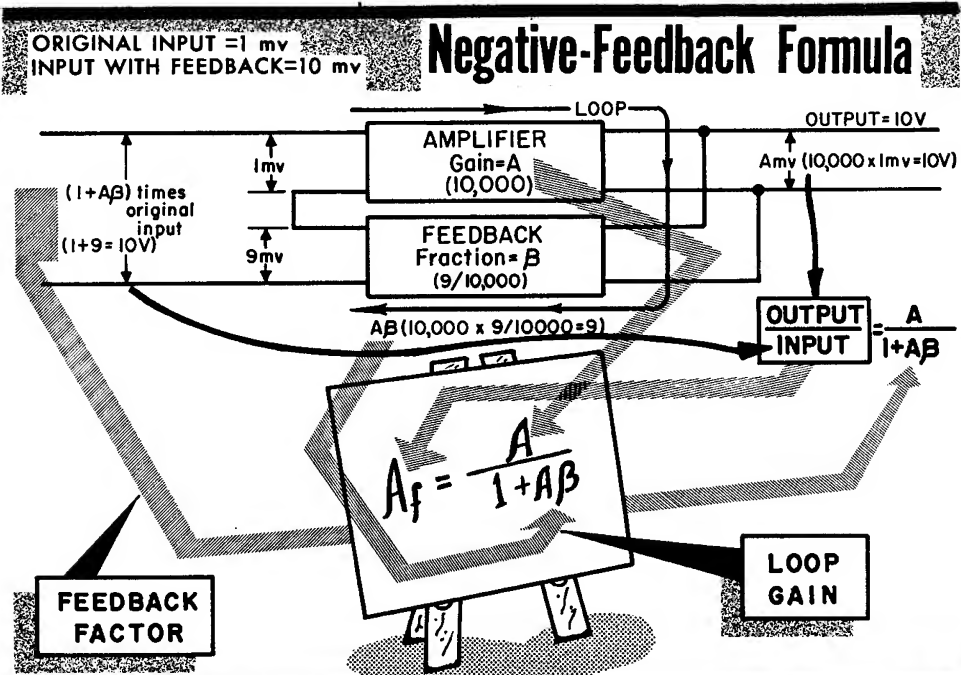 ORIGINAL INPUT =1 mv
INPUT WITH FEEDBACK=10 mv
Negative-Feedback Formula
LOOP
OUTPUT=10V
AMPLIFIER
Gain=A
(10,000)
1mv
Amv (10,000 x 1mv=10V)
(1+Aβ) times
original
input
(1+9=10V)
FEEDBACK
Fraction=β
(9/10,000)
9mv
AB(10,000 x 9/10000=9)
OUTPUT
INPUT
= A
1+Aβ
Af = A
1+Aβ
FEEDBACK
FACTOR
LOOP
GAIN